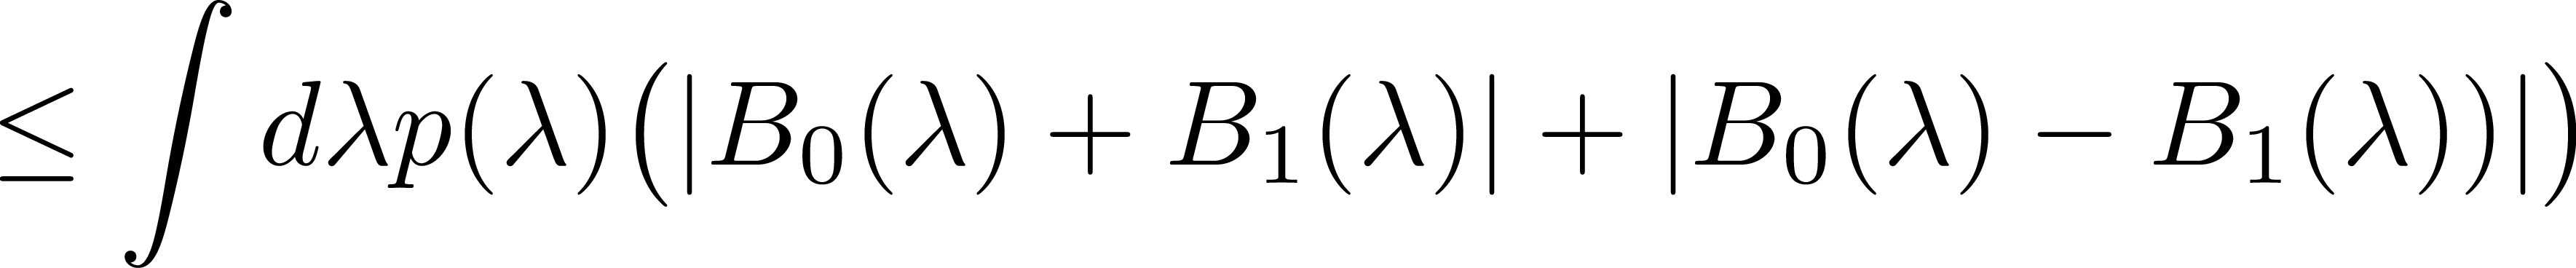 ≤ ∫ dλp(λ)(|B₀(λ) + B₁(λ)| + |B₀(λ) − B₁(λ))|)